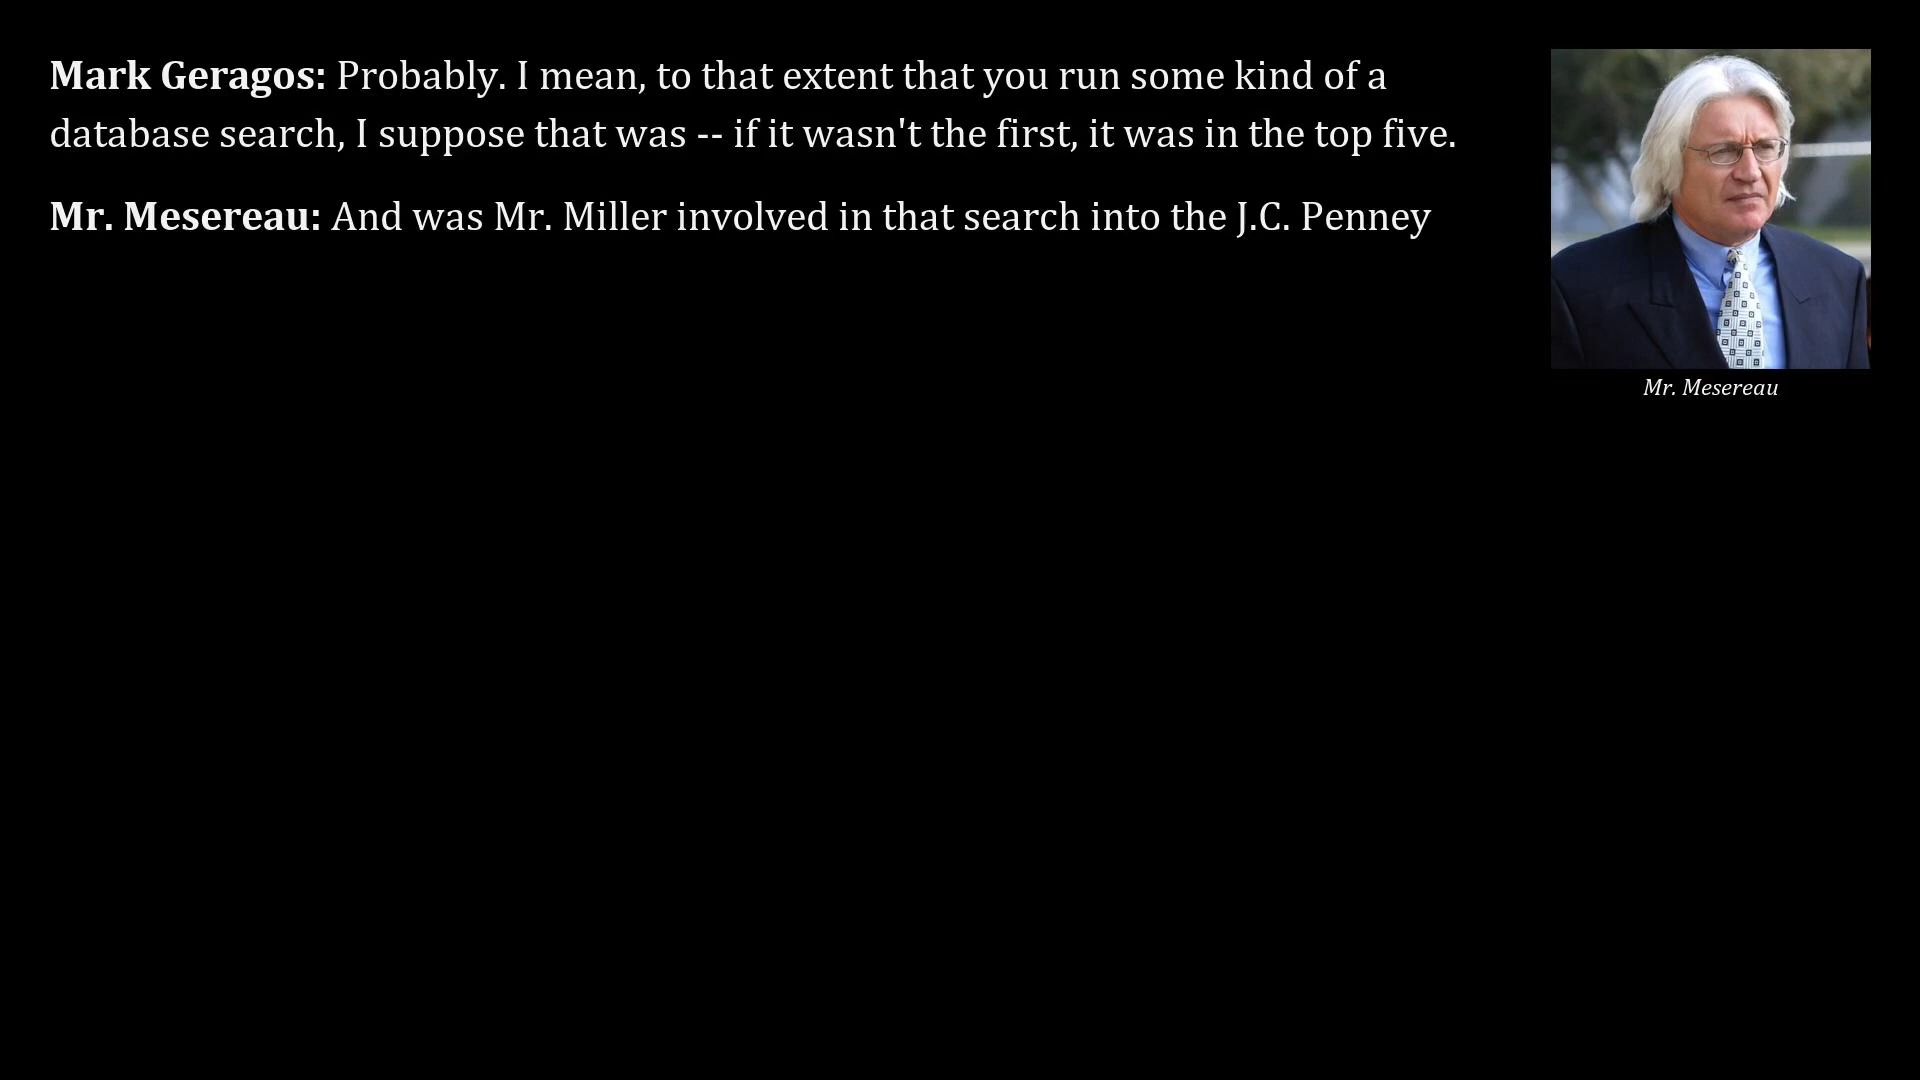 Mark Geragos: Probably. I mean, to that extent that you run some kind of a
database search, I suppose that was -- if it wasn't the first, it was in the top five.
Mr. Mesereau: And was Mr. Miller involved in that search into the J.C. Penney
Mr. Mesereau